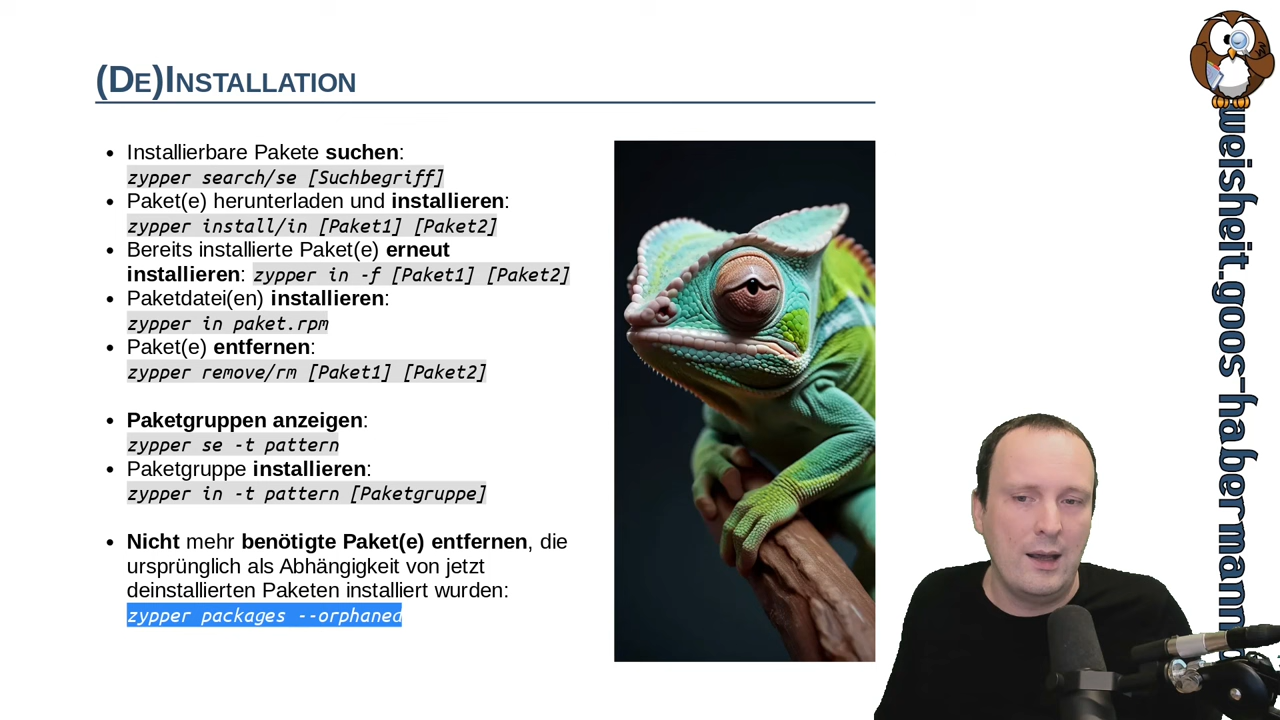 (DE)INSTALLATION
• Installierbare Pakete suchen:
zypper search/se [Suchbegriff]
• Paket(e) herunterladen und installieren:
zypper install/in [Paket1] [Paket2]
• Bereits installierte Paket(e) erneut
installieren: zypper in -f [Paket1] [Paket2]
• Paketdatei(en) installieren:
zypper in paket.rpm
• Paket(e) entfernen:
zypper remove/rm [Paket1] [Paket2]
• Paketgruppen anzeigen:
zypper se -t pattern
• Paketgruppe installieren:
zypper in -t pattern [Paketgruppe]
• Nicht mehr benötigte Paket(e) entfernen, die
ursprünglich als Abhängigkeit von jetzt
deinstallierten Paketen installiert wurden:
zypper packages --orphaned
weisheit.goos-habermann